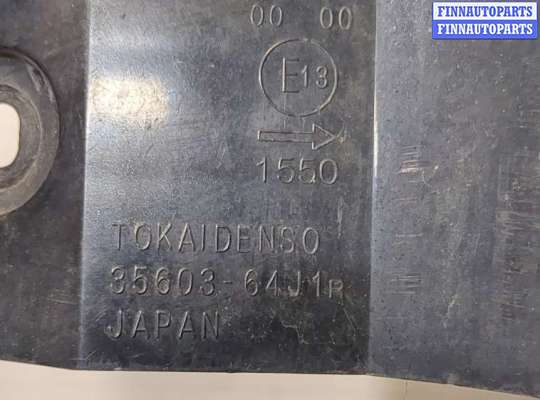 FINNAUTOPARTS
FINNAUTOPARTS
00 00
E13
1550
TOKAIDENSO
35603-64J1R
JAPAN